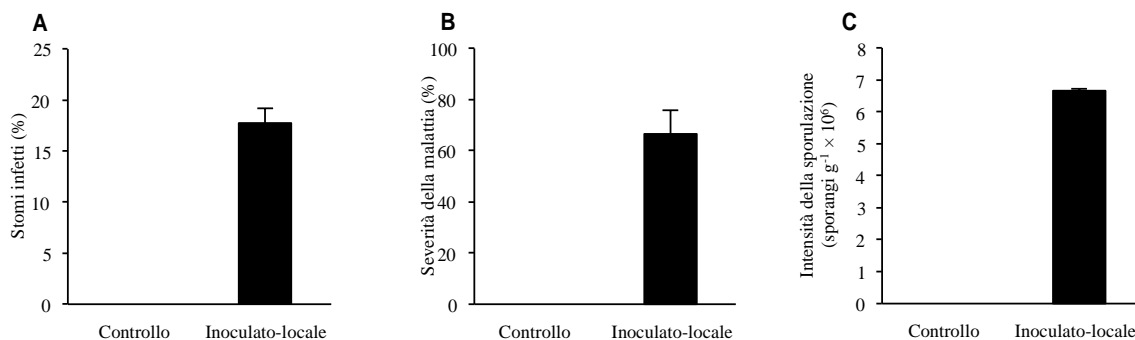 A
Stomi infetti (%)
25
20
15
10
5
0
Controllo
Inoculato-locale
B
Severità della malattia (%)
100
80
60
40
20
0
Controllo
Inoculato-locale
C
Intensità della sporulazione
(sporangi g⁻¹ × 10⁶)
8
7
6
5
4
3
2
1
0
Controllo
Inoculato-locale